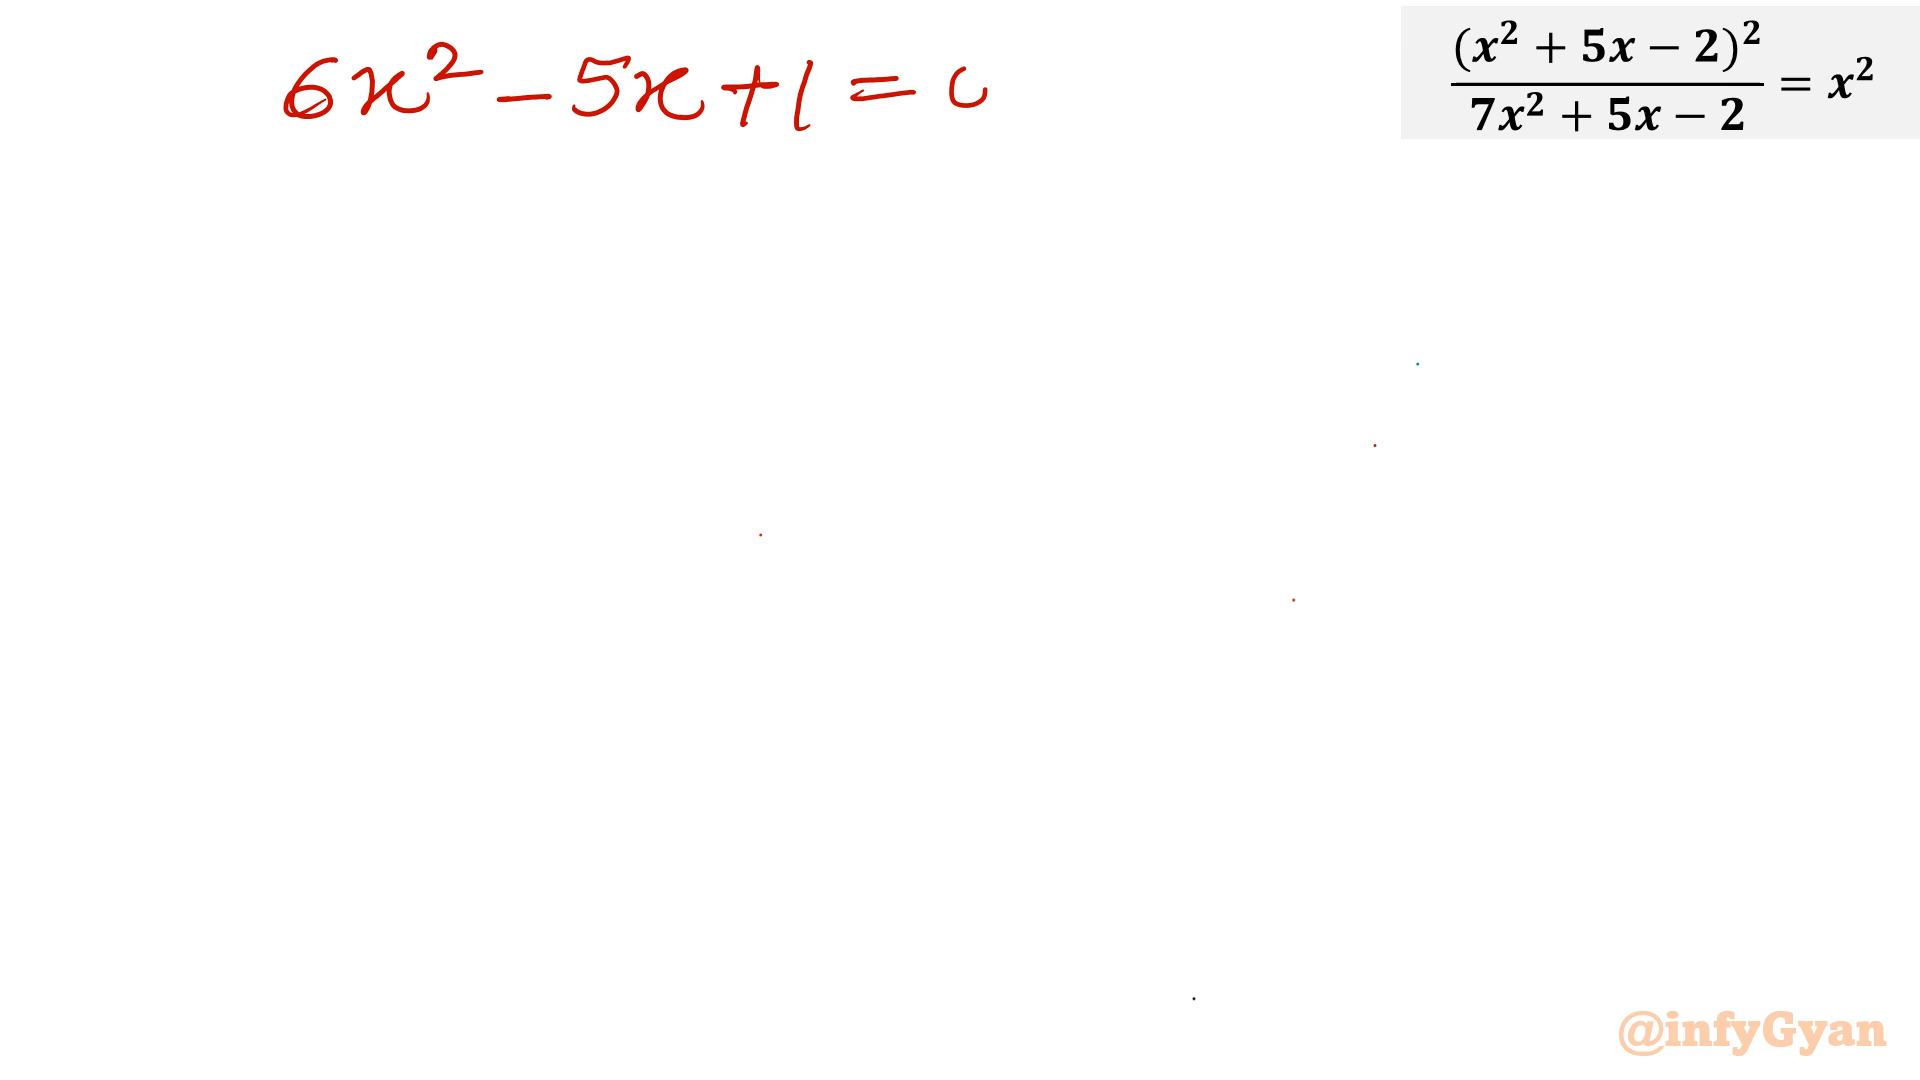 6x² - 5x + 1 = 0
(x² + 5x − 2)² / 7x² + 5x − 2 = x²
@infyGyan